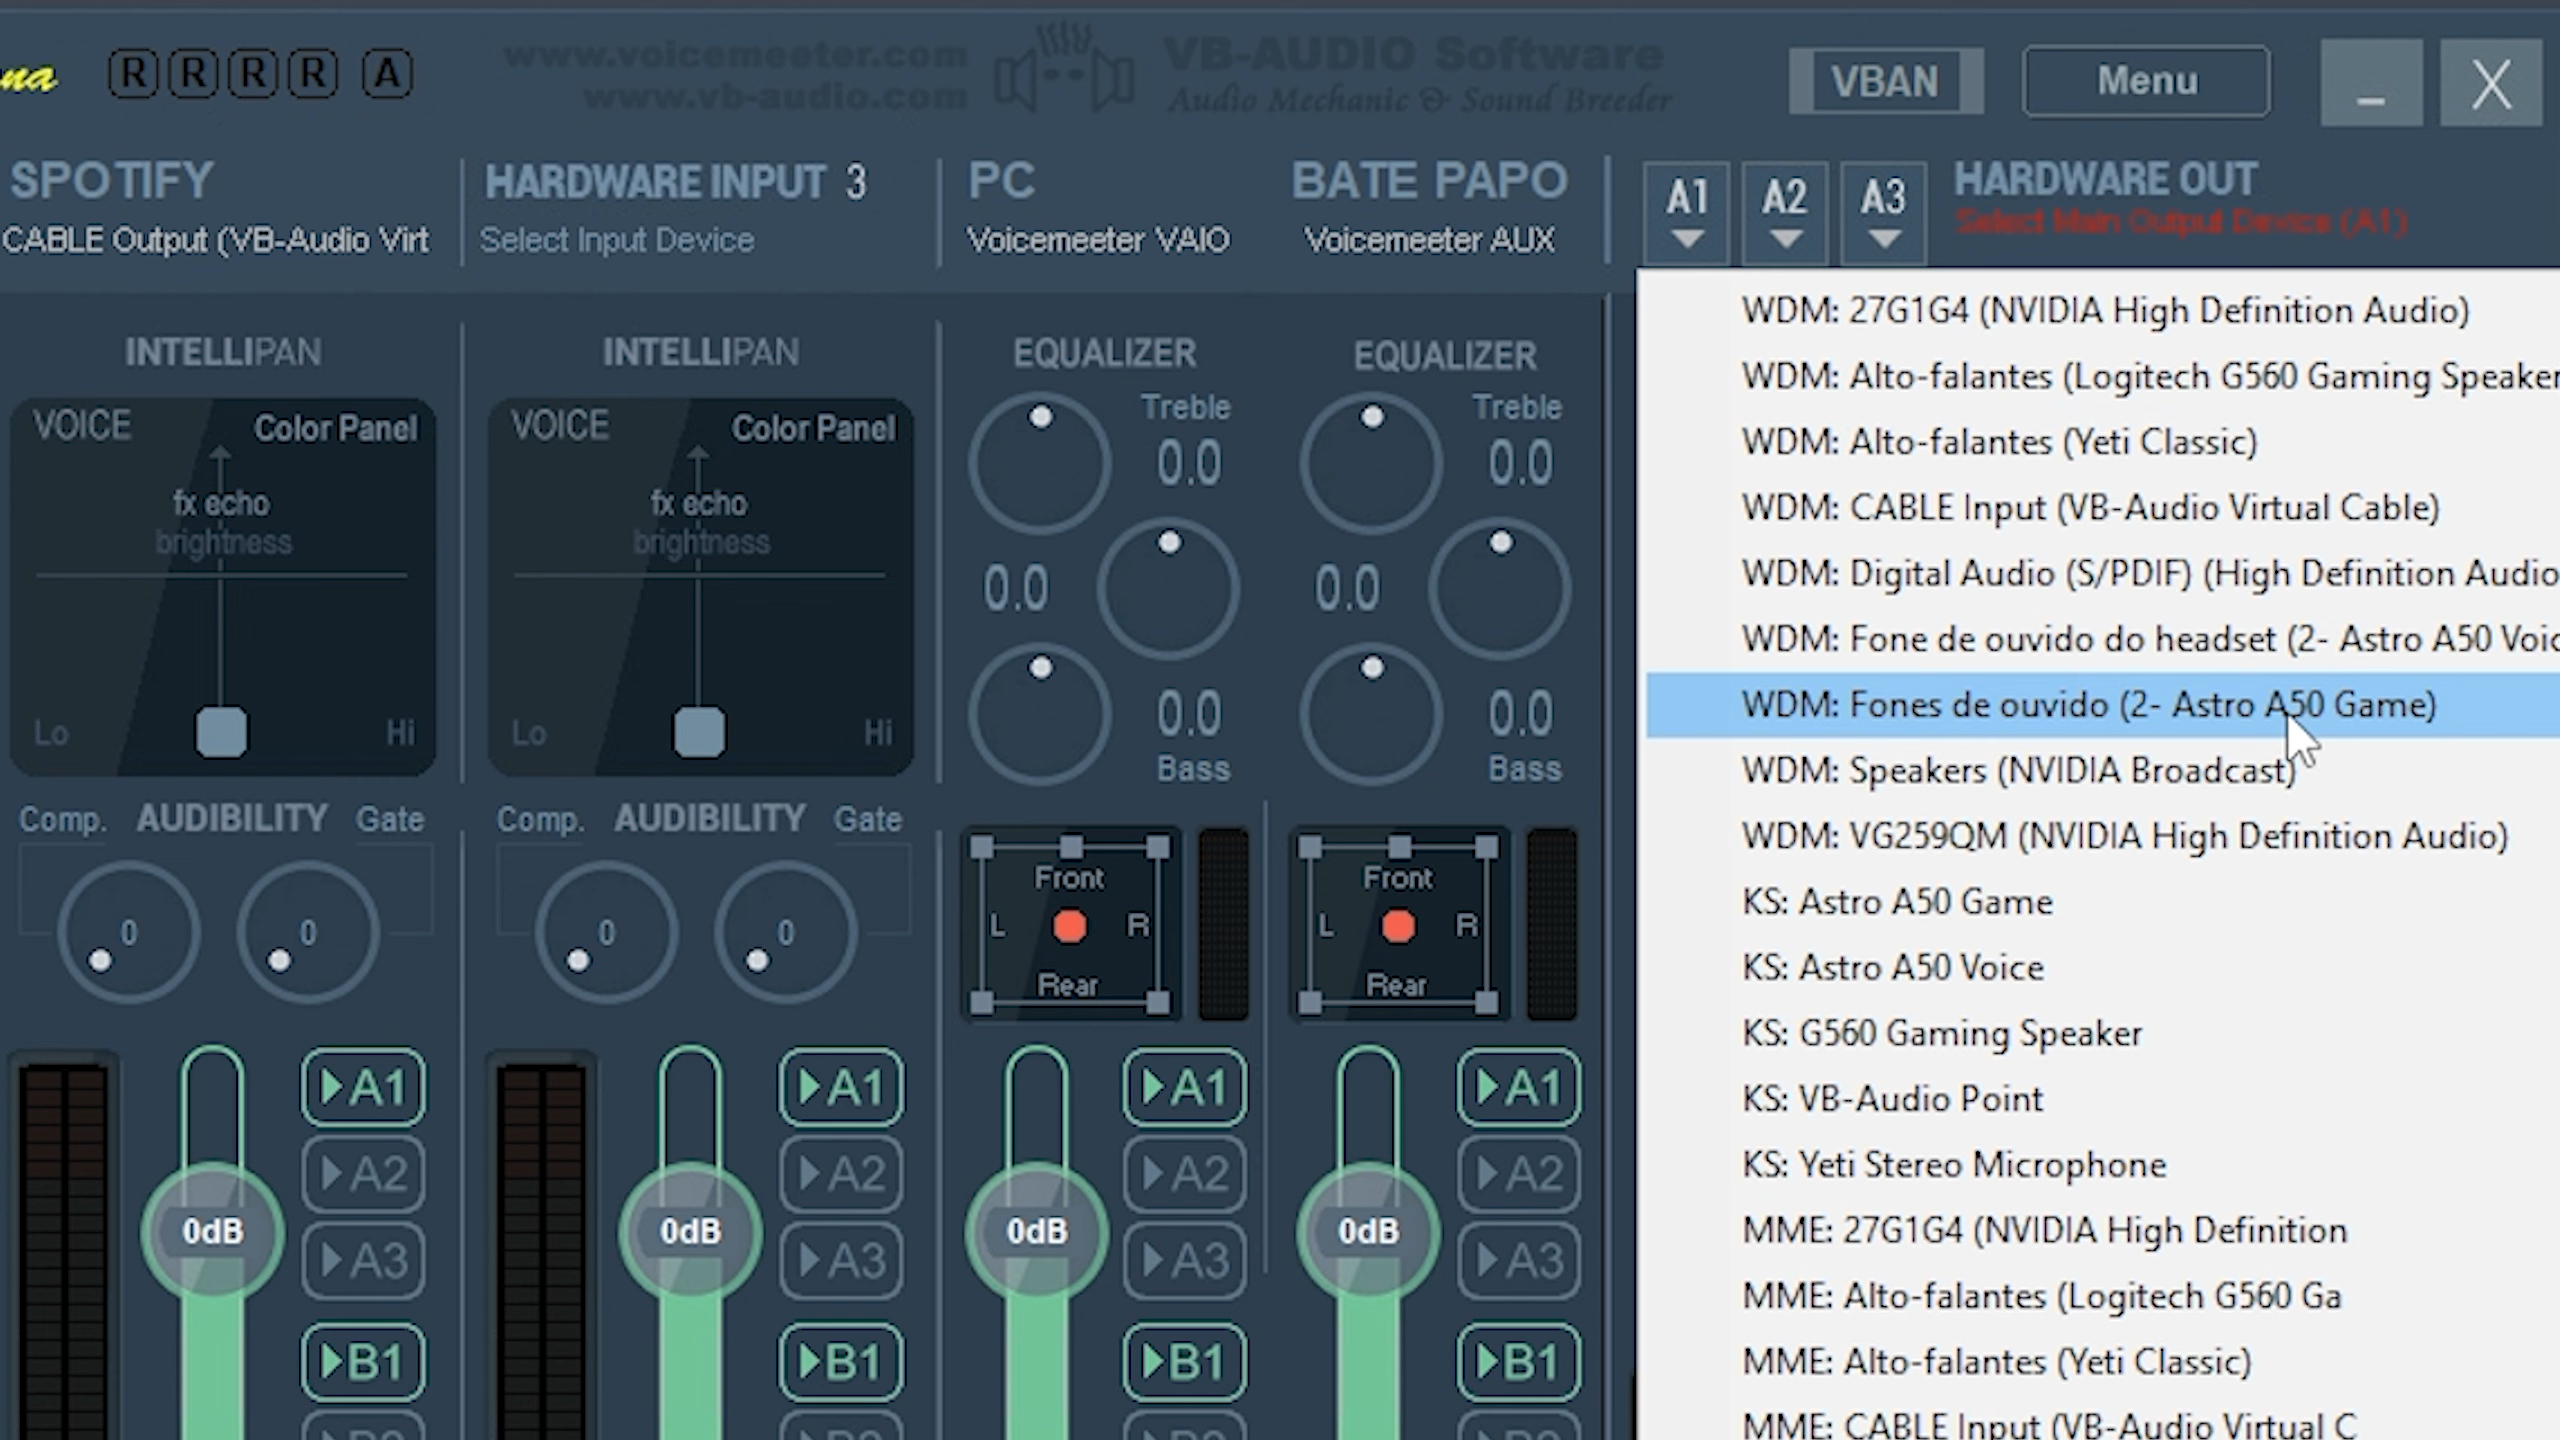 na R R R R A
www.voicemeeter.com
www.vb-audio.com
VB-AUDIO Software
Audio Mechanic & Sound Breeder
VBAN
Menu
_ X
SPOTIFY
CABLE Output (VB-Audio Virt
HARDWARE INPUT 3
Select Input Device
PC
Voicemeeter VAIO
BATE PAPO
Voicemeeter AUX
A1 A2 A3
HARDWARE OUT
Select Main Output Device (A1)
INTELLIPAN
VOICE Color Panel
fx echo
brightness
Lo Hi
Comp. AUDIBILITY Gate
0 0
0dB
A1
A2
A3
B1
INTELLIPAN
VOICE Color Panel
fx echo
brightness
Lo Hi
Comp. AUDIBILITY Gate
0 0
0dB
A1
A2
A3
B1
EQUALIZER
Treble
0.0
0.0
0.0
Bass
Front
L R
Rear
0dB
A1
A2
A3
B1
EQUALIZER
Treble
0.0
0.0
0.0
Bass
Front
L R
Rear
0dB
A1
A2
A3
B1
WDM: 27G1G4 (NVIDIA High Definition Audio)
WDM: Alto-falantes (Logitech G560 Gaming Speaker
WDM: Alto-falantes (Yeti Classic)
WDM: CABLE Input (VB-Audio Virtual Cable)
WDM: Digital Audio (S/PDIF) (High Definition Audio
WDM: Fone de ouvido do headset (2- Astro A50 Voic
WDM: Fones de ouvido (2- Astro A50 Game)
WDM: Speakers (NVIDIA Broadcast)
WDM: VG259QM (NVIDIA High Definition Audio)
KS: Astro A50 Game
KS: Astro A50 Voice
KS: G560 Gaming Speaker
KS: VB-Audio Point
KS: Yeti Stereo Microphone
MME: 27G1G4 (NVIDIA High Definition
MME: Alto-falantes (Logitech G560 Ga
MME: Alto-falantes (Yeti Classic)
MME: CABLE Input (VB-Audio Virtual C